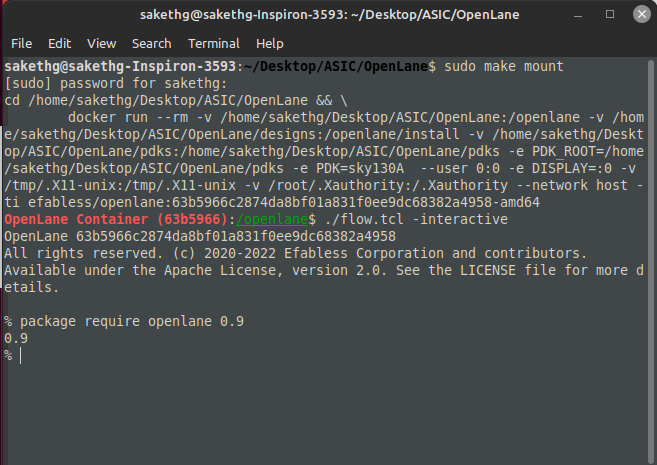 sakethg@sakethg-Inspiron-3593: ~/Desktop/ASIC/OpenLane
File Edit View Search Terminal Help
sakethg@sakethg-Inspiron-3593:~/Desktop/ASIC/OpenLane$ sudo make mount
[sudo] password for sakethg:
cd /home/sakethg/Desktop/ASIC/OpenLane && \
        docker run --rm -v /home/sakethg/Desktop/ASIC/OpenLane:/openlane -v /hom
e/sakethg/Desktop/ASIC/OpenLane/designs:/openlane/install -v /home/sakethg/Deskt
op/ASIC/OpenLane/pdks:/home/sakethg/Desktop/ASIC/OpenLane/pdks -e PDK_ROOT=/home
/sakethg/Desktop/ASIC/OpenLane/pdks -e PDK=sky130A  --user 0:0 -e DISPLAY=:0 -v
/tmp/.X11-unix:/tmp/.X11-unix -v /root/.Xauthority:/.Xauthority --network host -
ti efabless/openlane:63b5966c2874da8bf01a831f0ee9dc68382a4958-amd64
OpenLane Container (63b5966):/openlane$ ./flow.tcl -interactive
OpenLane 63b5966c2874da8bf01a831f0ee9dc68382a4958
All rights reserved. (c) 2020-2022 Efabless Corporation and contributors.
Available under the Apache License, version 2.0. See the LICENSE file for more d
etails.
% package require openlane 0.9
0.9
%